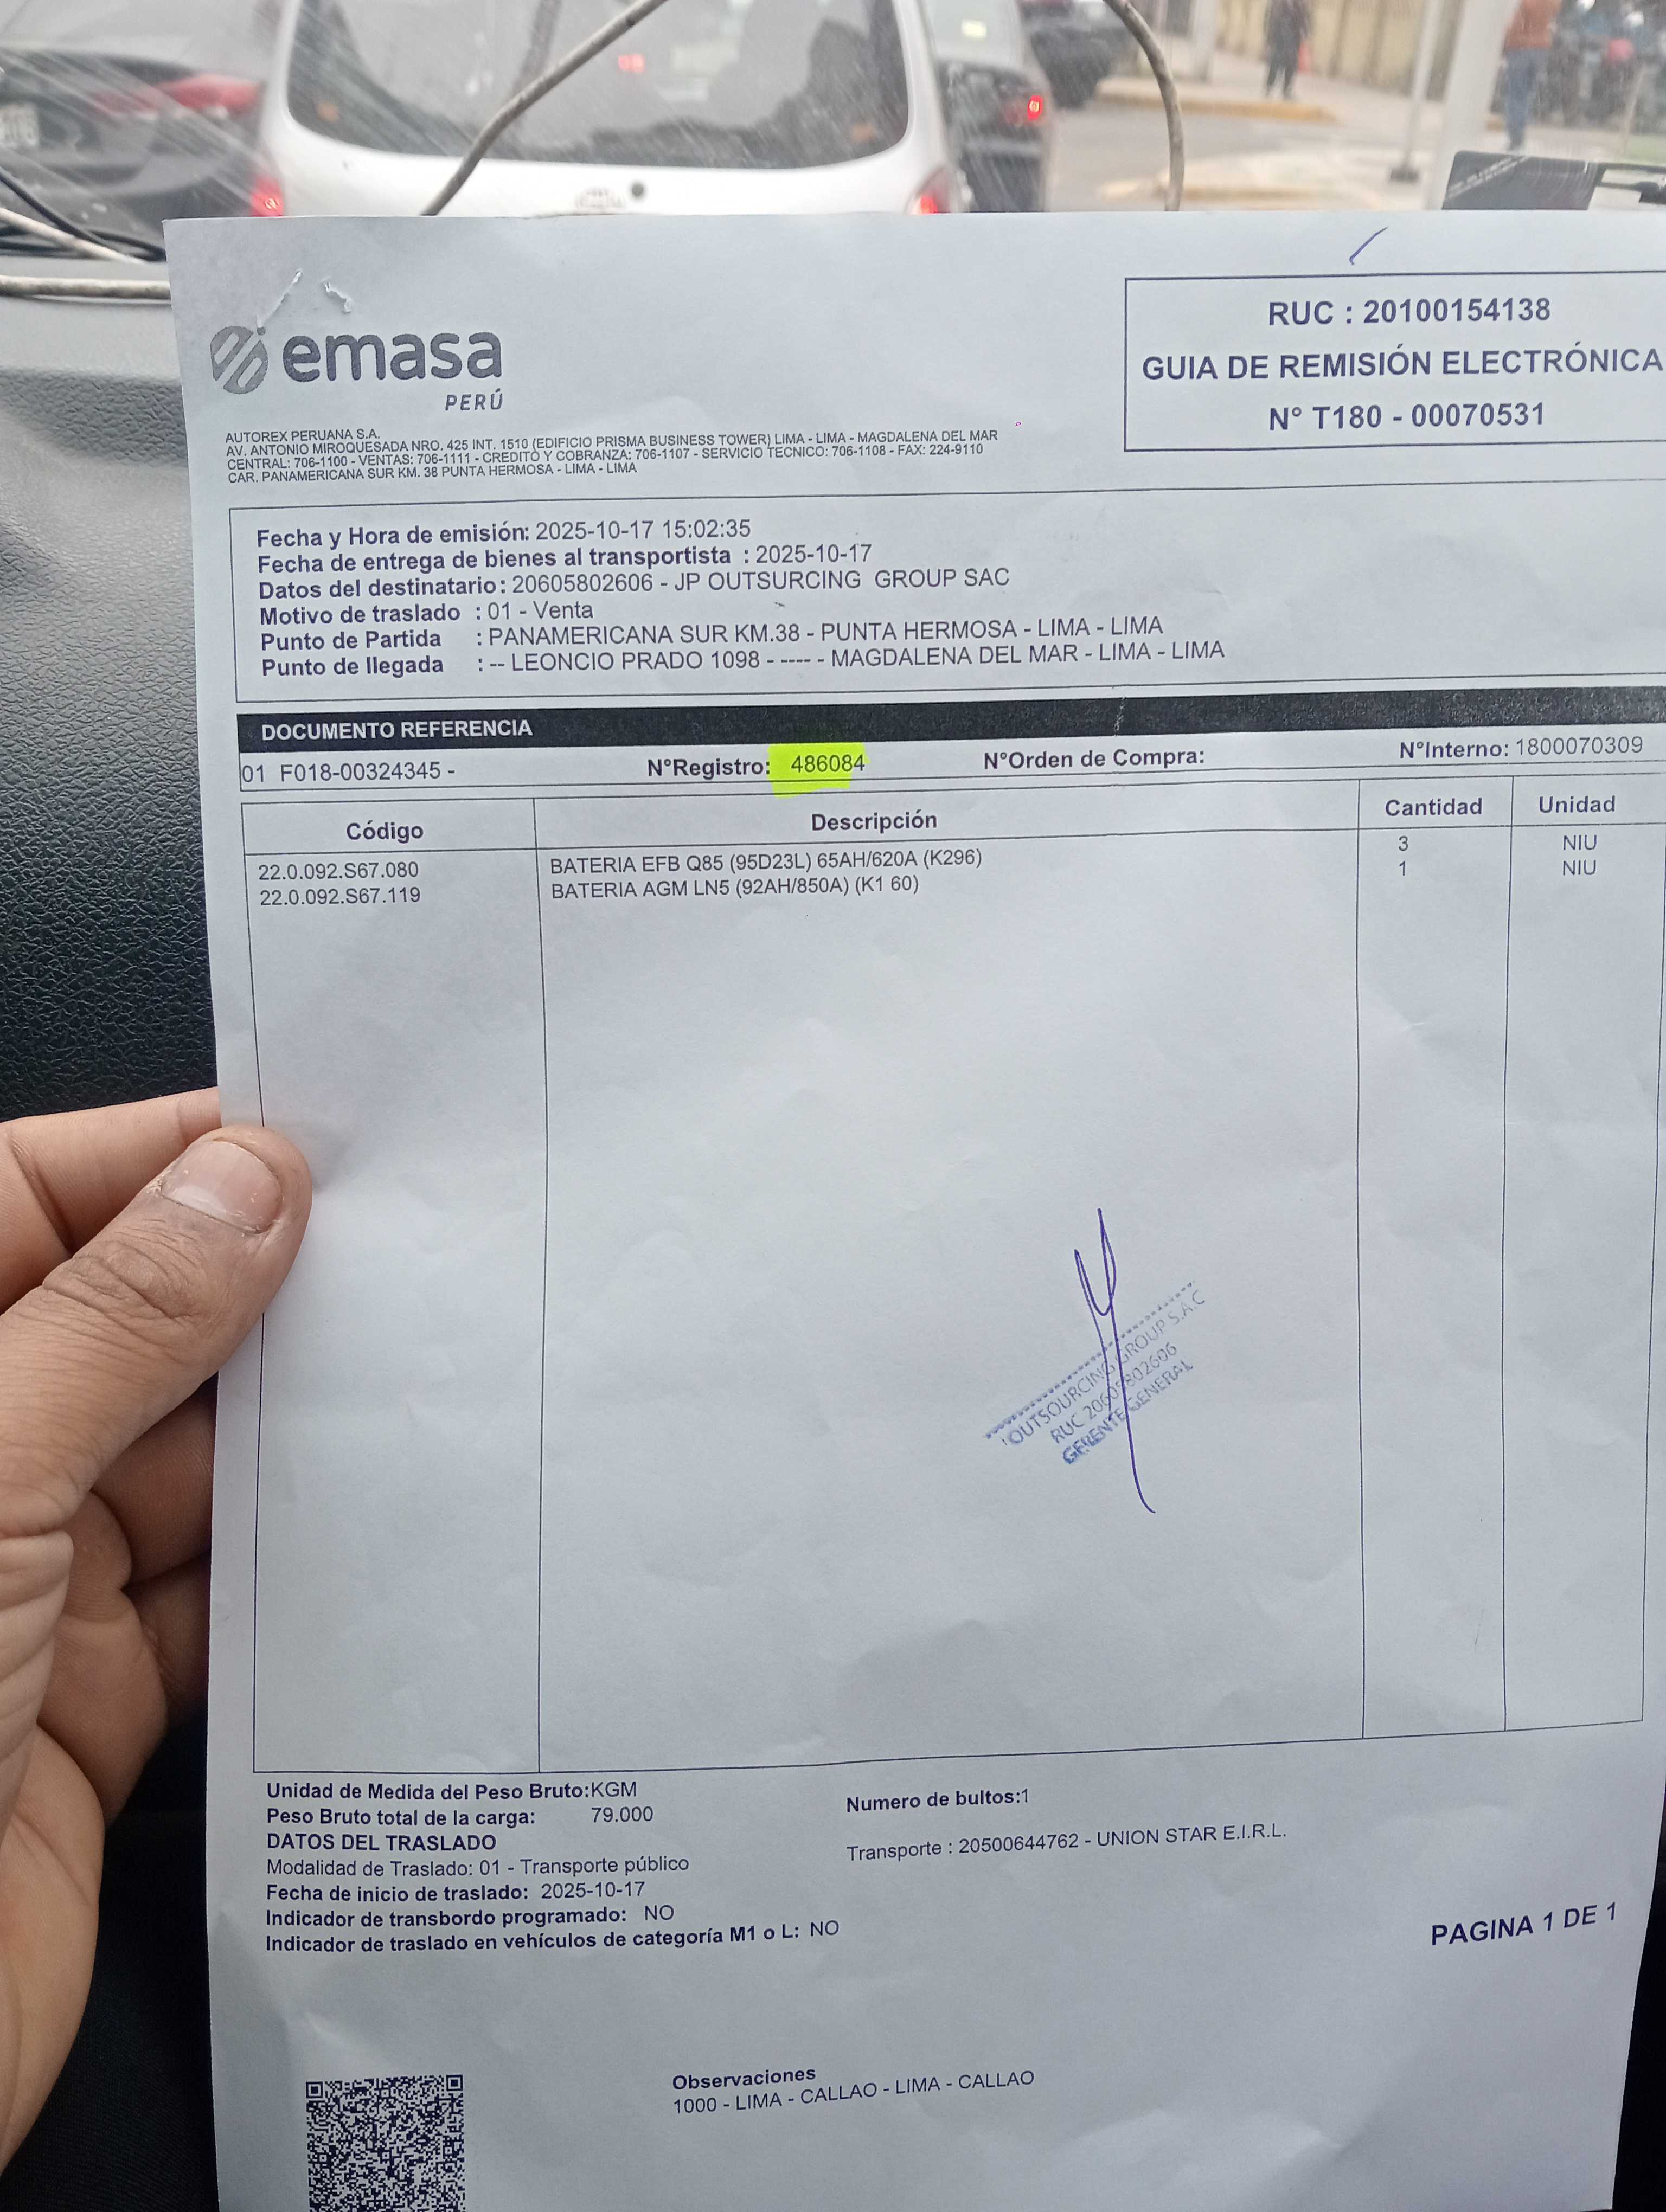 emasa
PERÚ
RUC : 20100154138
GUIA DE REMISIÓN ELECTRÓNICA
N° T180 - 00070531
AUTOREX PERUANA S.A.
AV. ANTONIO MIROQUESADA NRO. 425 INT. 1510 (EDIFICIO PRISMA BUSINESS TOWER) LIMA - LIMA - MAGDALENA DEL MAR
CENTRAL: 706-1100 - VENTAS: 706-1111 - CREDITO Y COBRANZA: 706-1107 - SERVICIO TECNICO: 706-1108 - FAX: 224-9110
CAR. PANAMERICANA SUR KM. 38 PUNTA HERMOSA - LIMA - LIMA
Fecha y Hora de emisión: 2025-10-17 15:02:35
Fecha de entrega de bienes al transportista : 2025-10-17
Datos del destinatario: 20605802606 - JP OUTSURCING GROUP SAC
Motivo de traslado : 01 - Venta
Punto de Partida : PANAMERICANA SUR KM.38 - PUNTA HERMOSA - LIMA - LIMA
Punto de llegada : -- LEONCIO PRADO 1098 - ---- - MAGDALENA DEL MAR - LIMA - LIMA
DOCUMENTO REFERENCIA
01 F018-00324345 - N°Registro: 486084 N°Orden de Compra: N°Interno: 1800070309
Código Descripción Cantidad Unidad
22.0.092.S67.080 BATERIA EFB Q85 (95D23L) 65AH/620A (K296) 3 NIU
22.0.092.S67.119 BATERIA AGM LN5 (92AH/850A) (K1 60) 1 NIU
OUTSOURCING GROUP S.A.C
RUC 20605802606
GERENTE GENERAL
Unidad de Medida del Peso Bruto:KGM
Peso Bruto total de la carga: 79.000 Numero de bultos:1
DATOS DEL TRASLADO
Modalidad de Traslado: 01 - Transporte público Transporte : 20500644762 - UNION STAR E.I.R.L.
Fecha de inicio de traslado: 2025-10-17
Indicador de transbordo programado: NO
Indicador de traslado en vehículos de categoría M1 o L: NO
PAGINA 1 DE 1
Observaciones
1000 - LIMA - CALLAO - LIMA - CALLAO